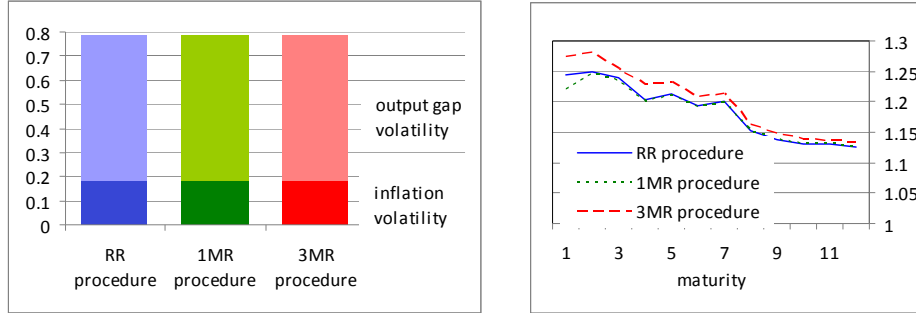 0.8
0.7
0.6
0.5
0.4
0.3
0.2
0.1
0
output gap
volatility
inflation
volatility
RR
procedure
1MR
procedure
3MR
procedure
1.3
1.25
1.2
1.15
1.1
1.05
1
RR procedure
1MR procedure
3MR procedure
1 3 5 7 9 11
maturity